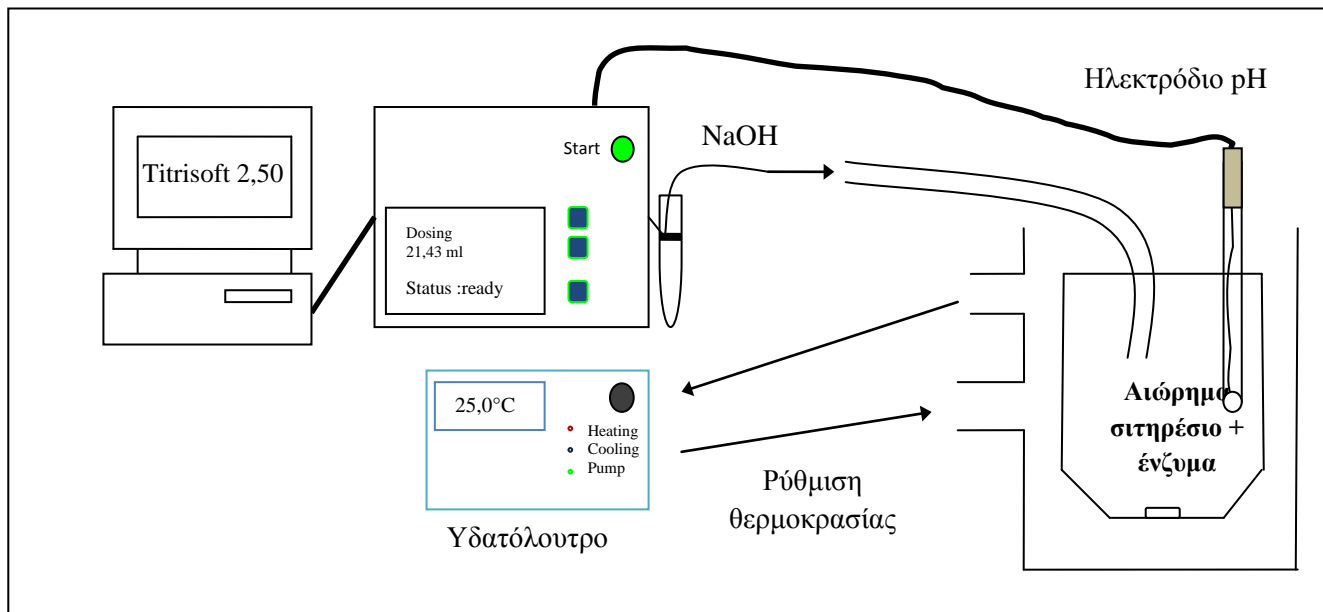 Ηλεκτρόδιο pH
Start
NaOH
Titrisoft 2,50
Dosing
21,43 ml
Status :ready
25,0°C
Heating
Cooling
Pump
Υδατόλουτρο
Ρύθμιση
θερμοκρασίας
Αιώρημα
σιτηρέσιο +
ένζυμα